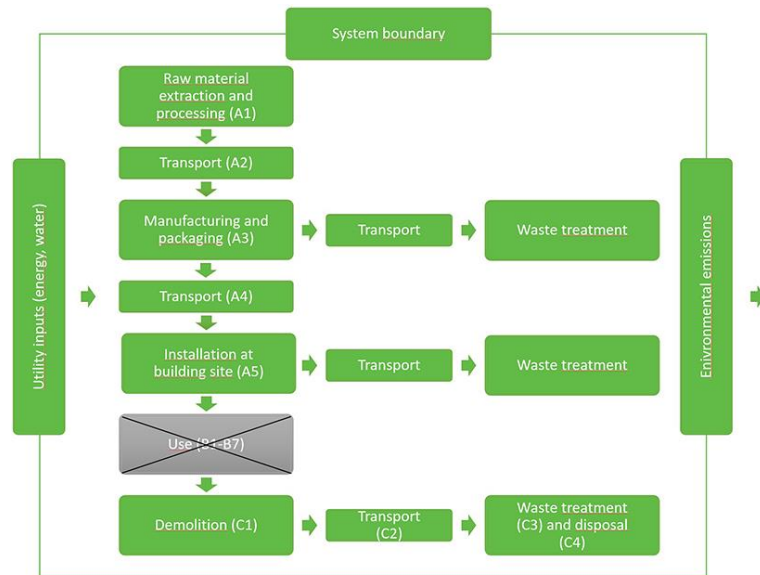 System boundary
Raw material
extraction and
processing (A1)
Transport (A2)
Manufacturing and
packaging (A3)
Transport
Waste treatment
Transport (A4)
Installation at
building site (A5)
Transport
Waste treatment
Use (B1-B7)
Demolition (C1)
Transport
(C2)
Waste treatment
(C3) and disposal
(C4)
Utility inputs (energy, water)
Enivronmental emissions